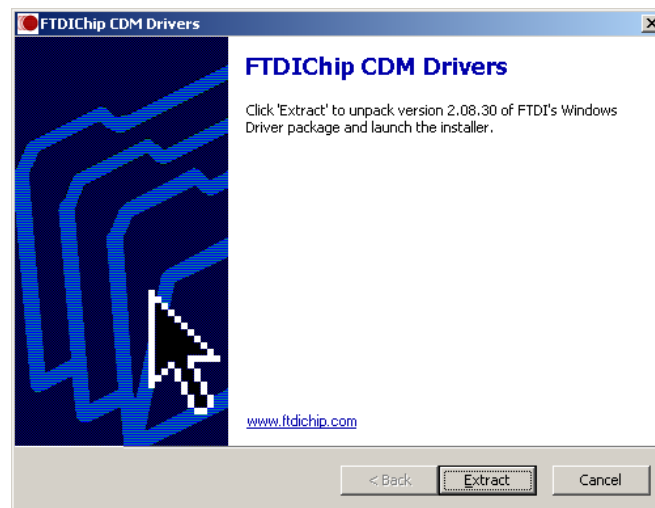 FTDIChip CDM Drivers
FTDIChip CDM Drivers
Click 'Extract' to unpack version 2.08.30 of FTDI's Windows
Driver package and launch the installer.
www.ftdichip.com
< Back
Extract
Cancel